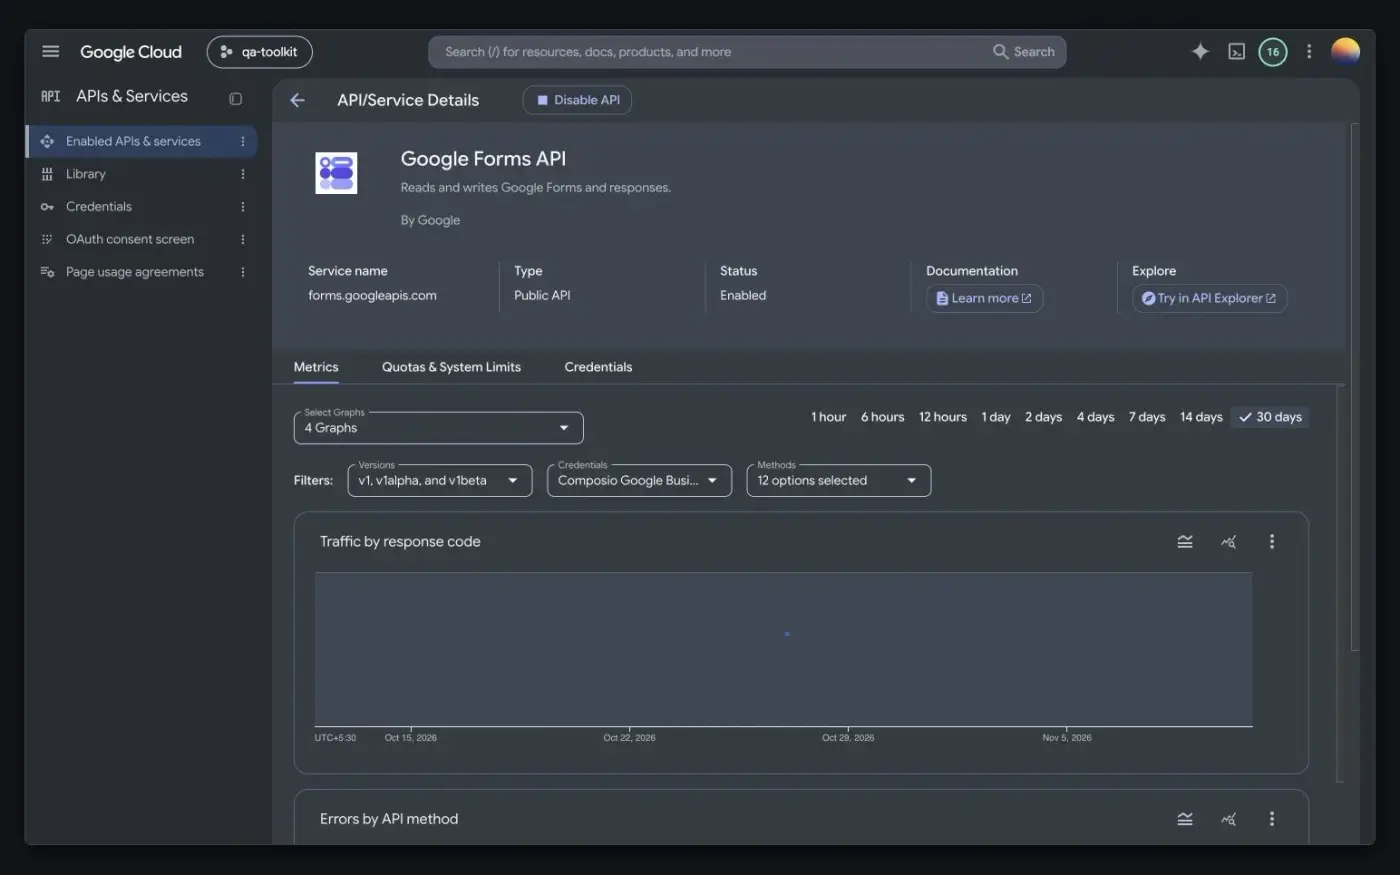 Google Cloud
qa-toolkit
Search (/) for resources, docs, products, and more
Search
16
API APIs & Services
Enabled APIs & services
Library
Credentials
OAuth consent screen
Page usage agreements
API/Service Details
Disable API
Google Forms API
Reads and writes Google Forms and responses.
By Google
Service name
forms.googleapis.com
Type
Public API
Status
Enabled
Documentation
Learn more
Explore
Try in API Explorer
Metrics
Quotas & System Limits
Credentials
Select Graphs
4 Graphs
1 hour 6 hours 12 hours 1 day 2 days 4 days 7 days 14 days 30 days
Filters:
Versions
v1, v1alpha, and v1beta
Credentials
Composio Google Busi...
Methods
12 options selected
Traffic by response code
UTC+5:30 Oct 15, 2026 Oct 22, 2026 Oct 29, 2026 Nov 5, 2026
Errors by API method